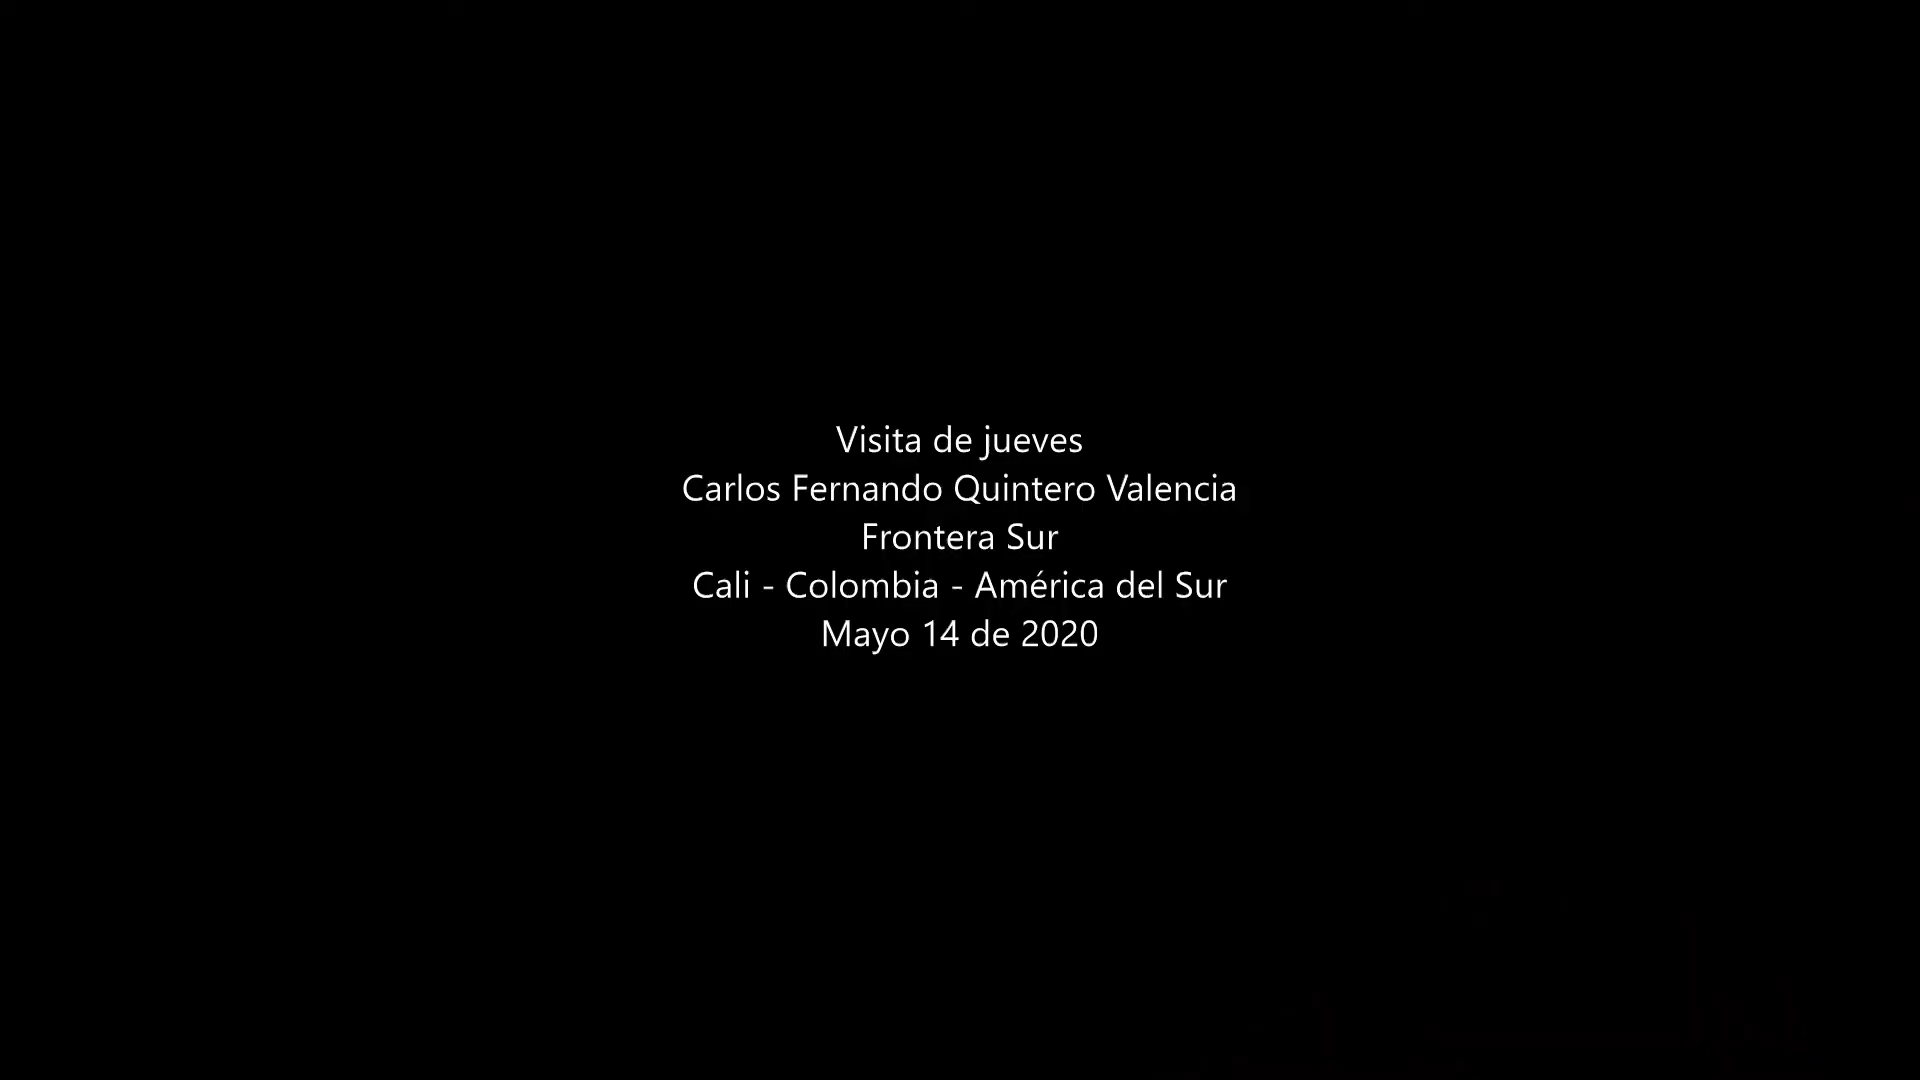 Visita de jueves
Carlos Fernando Quintero Valencia
Frontera Sur
Cali - Colombia - América del Sur
Mayo 14 de 2020